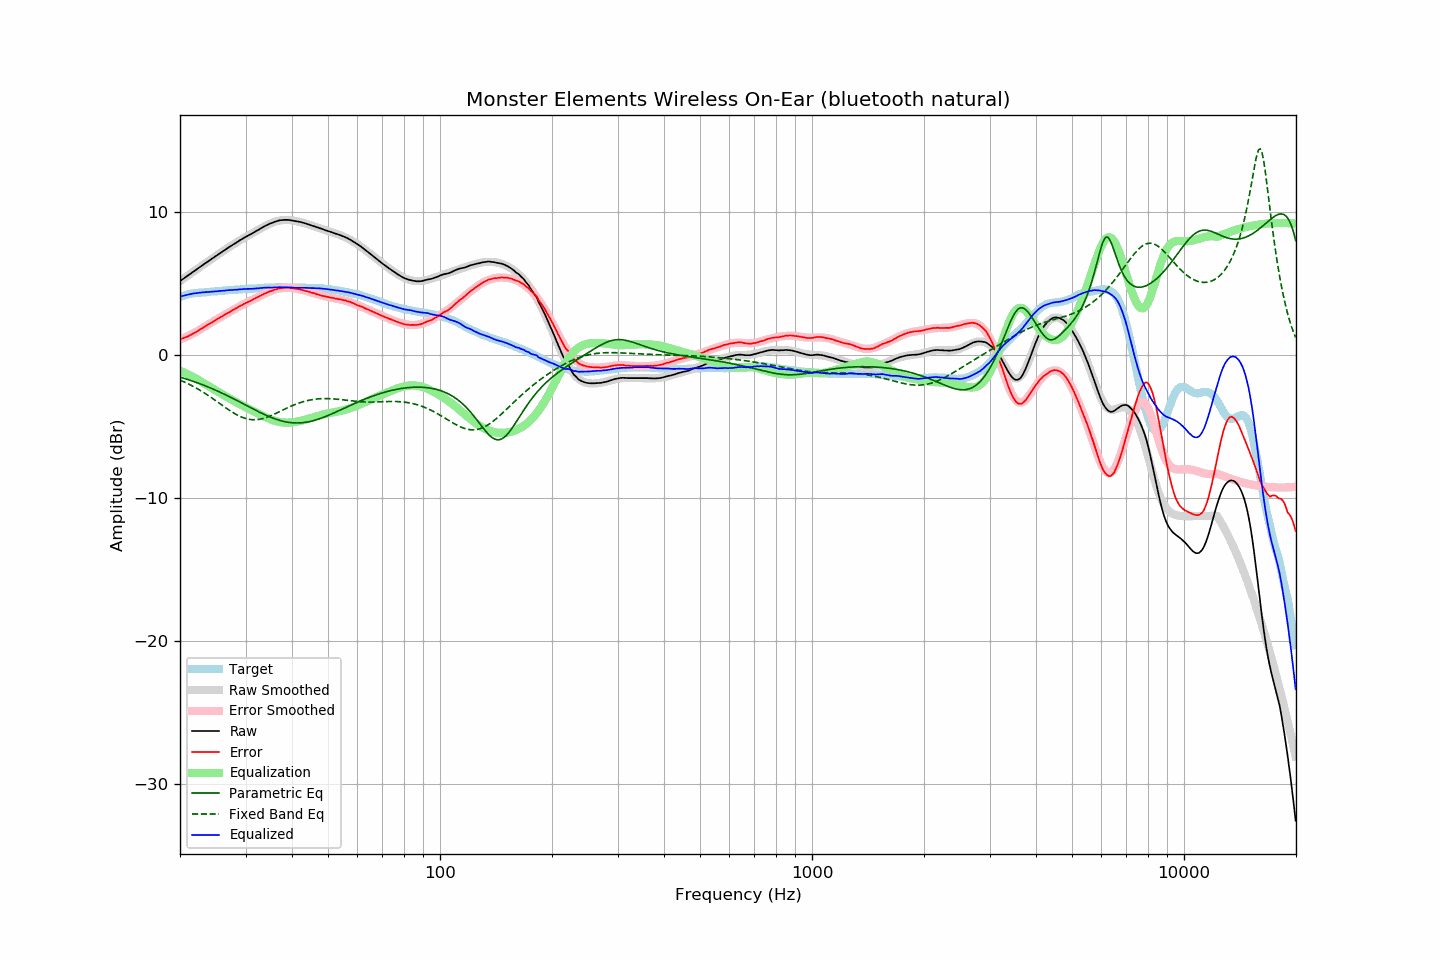 Monster Elements Wireless On-Ear (bluetooth natural)
Amplitude (dBr)
10
0
−10
−20
−30
Target
Raw Smoothed
Error Smoothed
Raw
Error
Equalization
Parametric Eq
Fixed Band Eq
Equalized
100
1000
10000
Frequency (Hz)